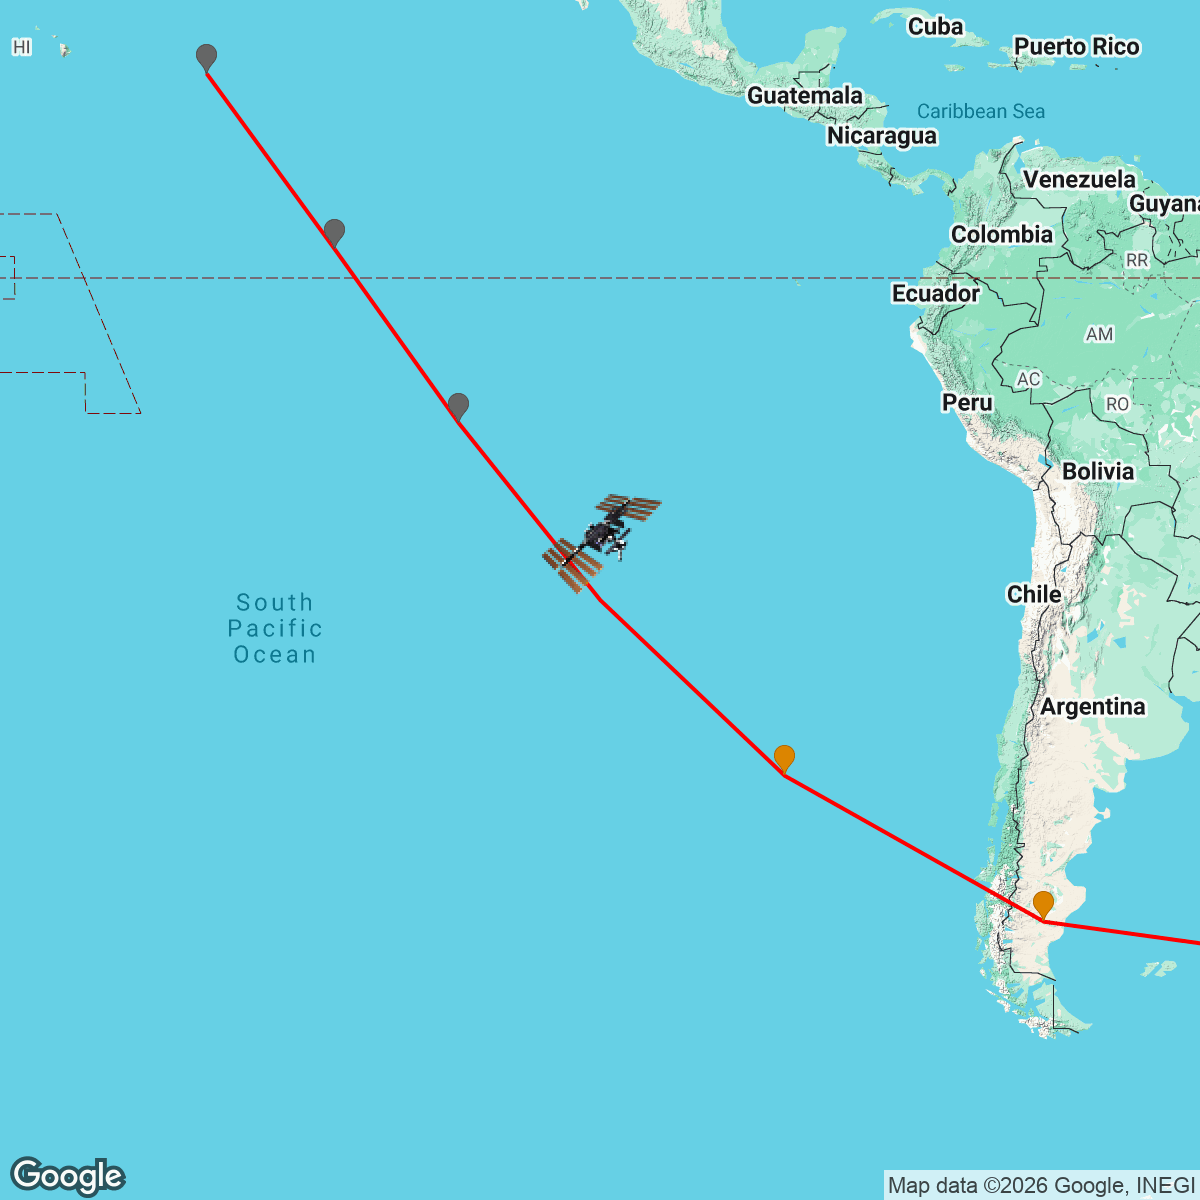 Cuba
HI
Puerto Rico
Guatemala
Caribbean Sea
Nicaragua
Venezuela
Guyana
Colombia
RR
Ecuador
AM
AC
Peru
RO
Bolivia
Chile
South
Pacific
Ocean
Argentina
Google
Map data ©2026 Google, INEGI